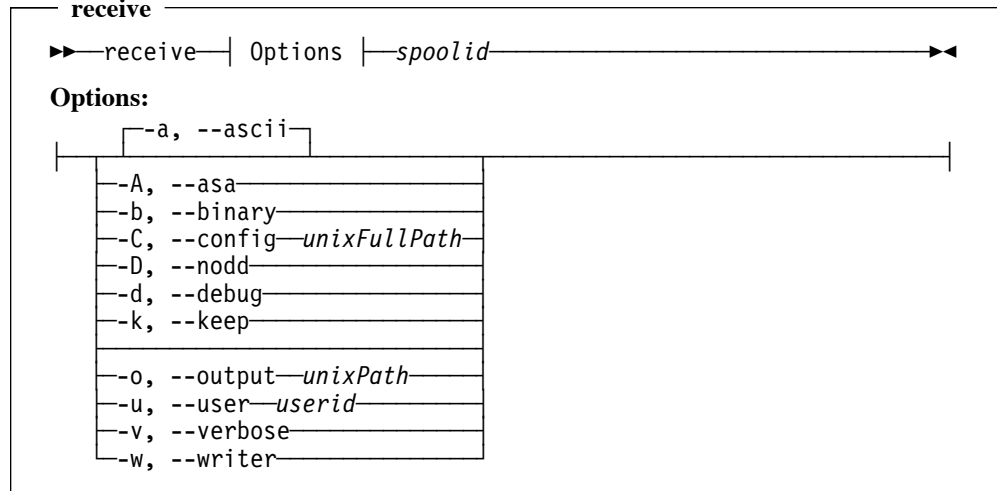 receive
receive Options spoolid
Options:
-a, --ascii
-A, --asa
-b, --binary
-C, --config unixFullPath
-D, --nodd
-d, --debug
-k, --keep
-o, --output unixPath
-u, --user userid
-v, --verbose
-w, --writer